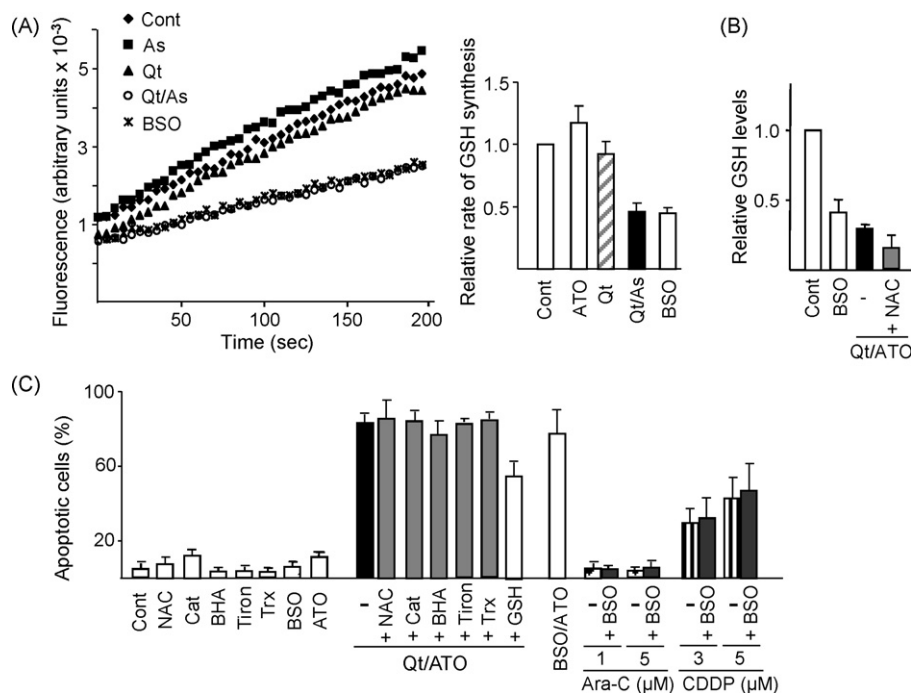 (A)
Cont
As
Qt
Qt/As
BSO
Fluorescence (arbitrary units x 10-3)
5
3
1
50
100
150
200
Time (sec)
Relative rate of GSH synthesis
1.0
0.5
Cont
ATO
Qt
Qt/As
BSO
(B)
Relative GSH levels
1.0
0.5
Cont
BSO
-
+ NAC
Qt/ATO
(C)
Apoptotic cells (%)
100
60
20
Cont
NAC
Cat
BHA
Tiron
Trx
BSO
ATO
-
+ NAC
+ Cat
+ BHA
+ Tiron
+ Trx
+ GSH
Qt/ATO
BSO/ATO
-
+ BSO
-
+ BSO
1
5
Ara-C (µM)
-
+ BSO
-
+ BSO
3
5
CDDP (µM)